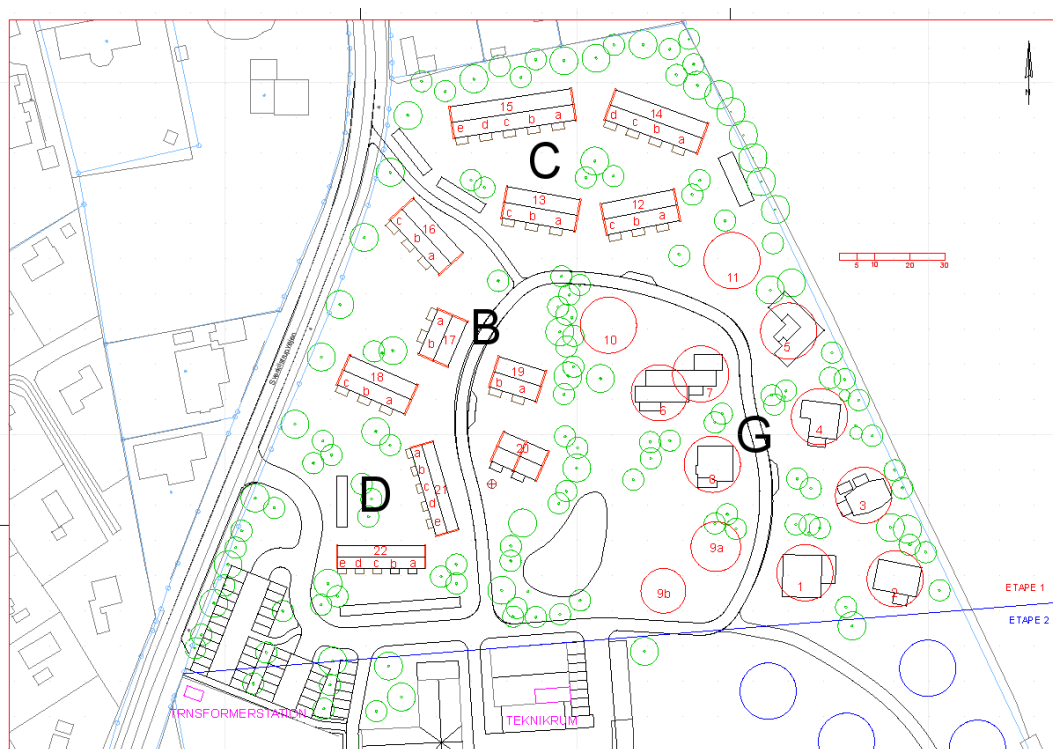 N
15
e d c b a
14
d c b a
C
13
c b a
12
c b a
16
c b a
11
5 10 20 30
B
a
b 17
10
5
18
c b a
19
b a
7
6
4
G
20
a
b
c 21
d
e
D
3
9a
22
e d c b a
9b
1
2
ETAPE 1
ETAPE 2
TRNSFORMERSTATION
TEKNIKRUM